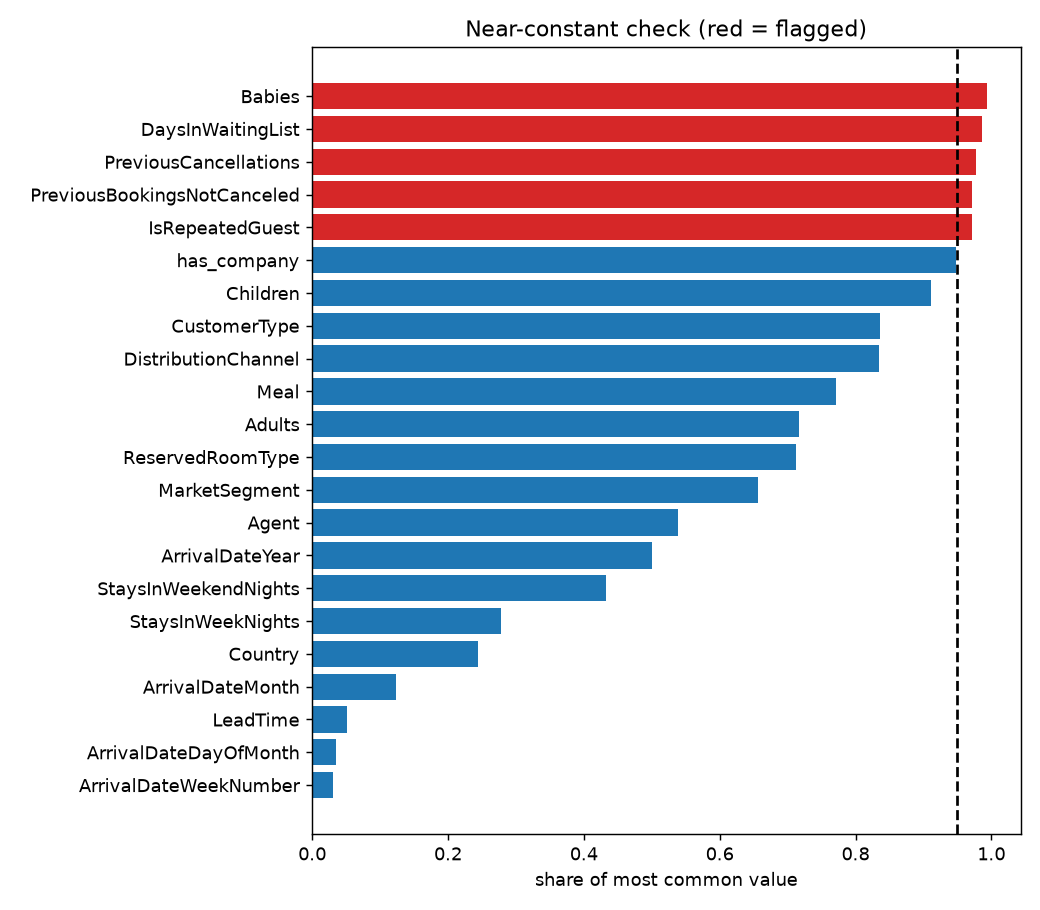 Near-constant check (red = flagged)
Babies
DaysInWaitingList
PreviousCancellations
PreviousBookingsNotCanceled
IsRepeatedGuest
has_company
Children
CustomerType
DistributionChannel
Meal
Adults
ReservedRoomType
MarketSegment
Agent
ArrivalDateYear
StaysInWeekendNights
StaysInWeekNights
Country
ArrivalDateMonth
LeadTime
ArrivalDateDayOfMonth
ArrivalDateWeekNumber
0.0 0.2 0.4 0.6 0.8 1.0
share of most common value